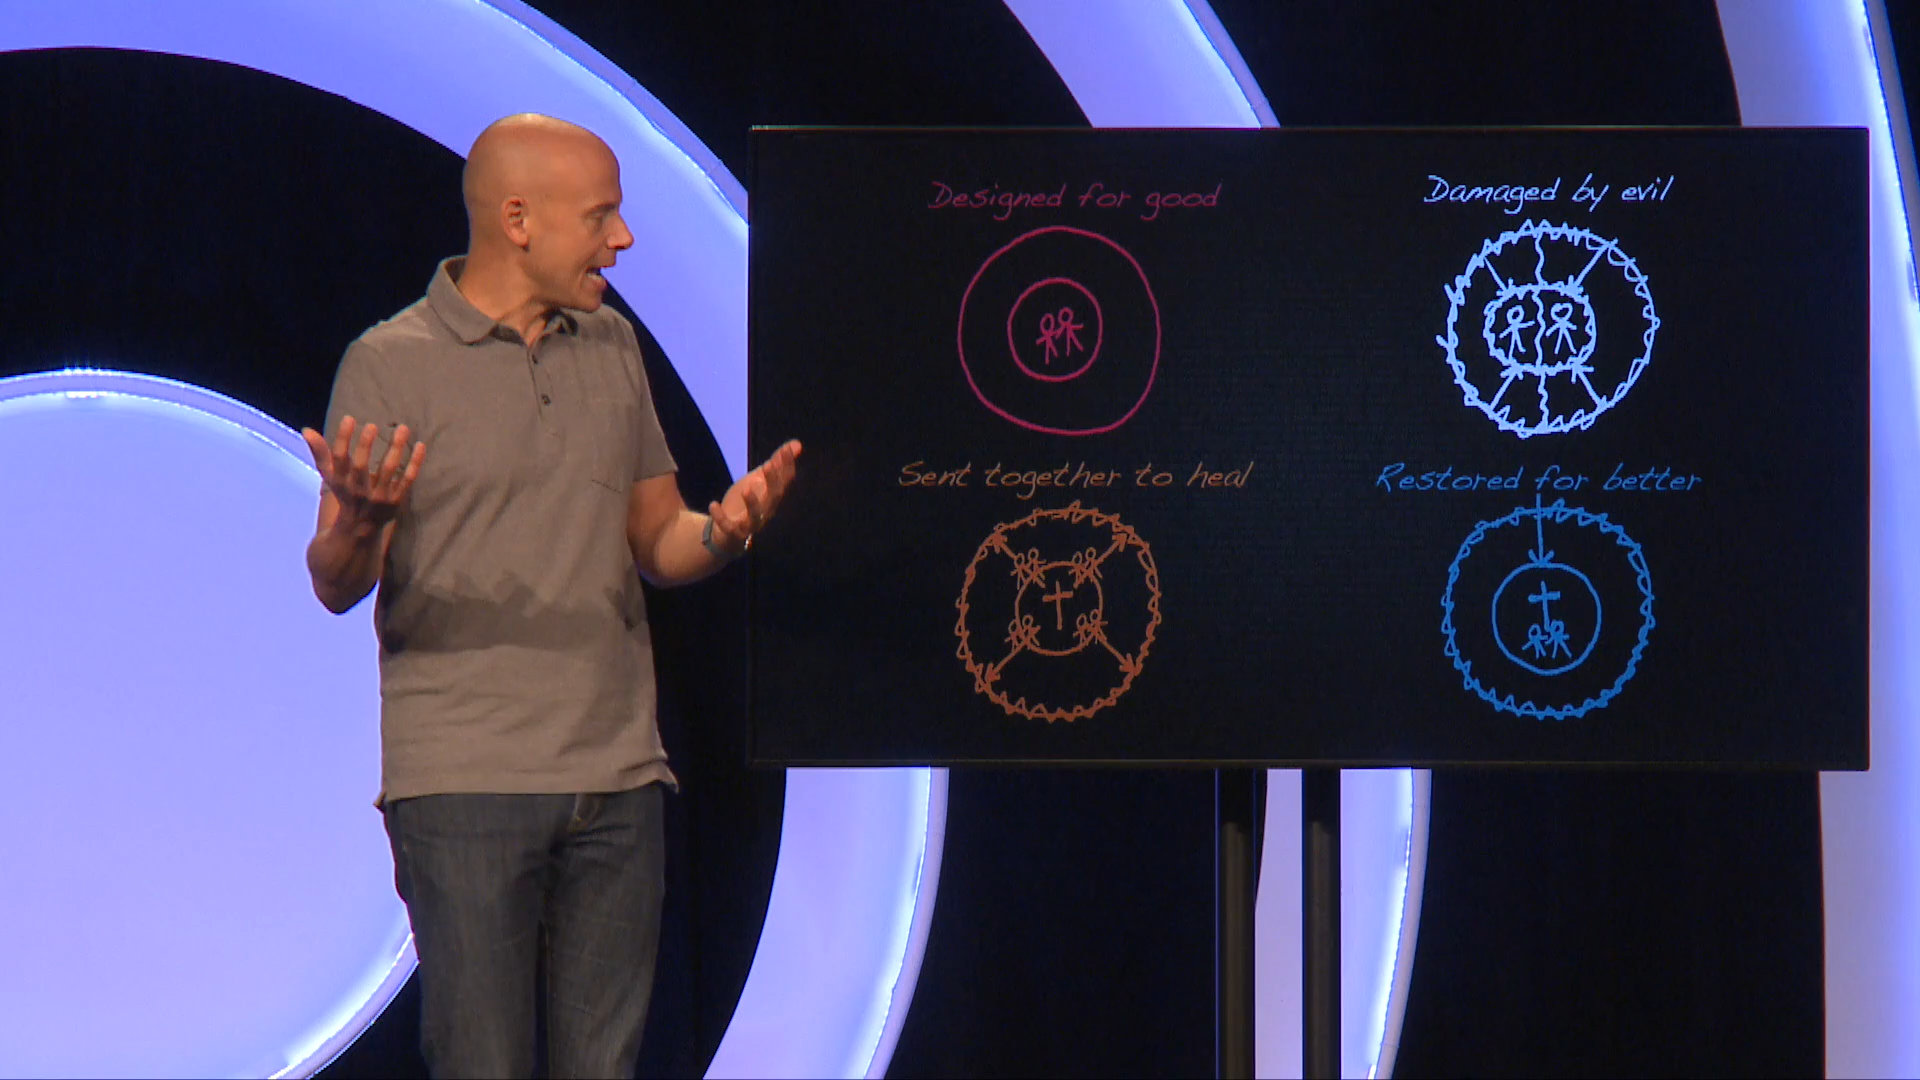 Designed for good
Damaged by evil
Sent together to heal
Restored for better